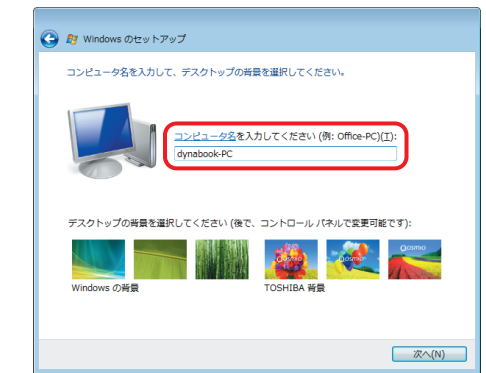 Windows のセットアップ
コンピュータ名を入力して、デスクトップの背景を選択してください。
コンピュータ名を入力してください (例: Office-PC)(T):
dynabook-PC
デスクトップの背景を選択してください (後で、コントロール パネルで変更可能です):
Qosmio Qosmio Qosmio
Windows の背景 TOSHIBA 背景
次へ(N)